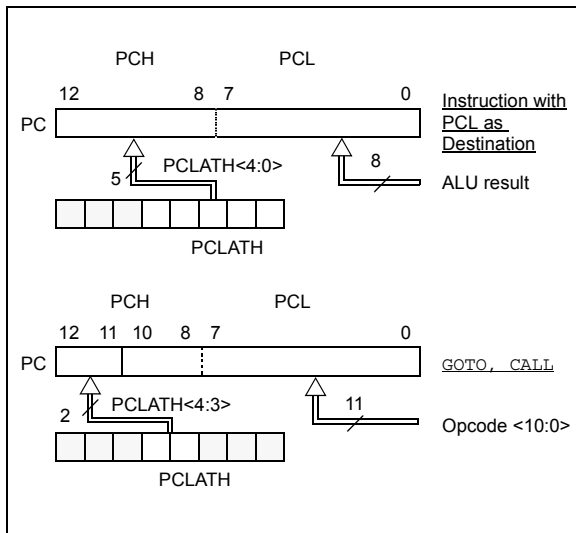 PCH PCL
12 8 7 0
PC
Instruction with
PCL as
Destination
5 PCLATH<4:0>
8
ALU result
PCLATH
PCH PCL
12 11 10 8 7 0
PC
GOTO, CALL
2 PCLATH<4:3>
11
Opcode <10:0>
PCLATH